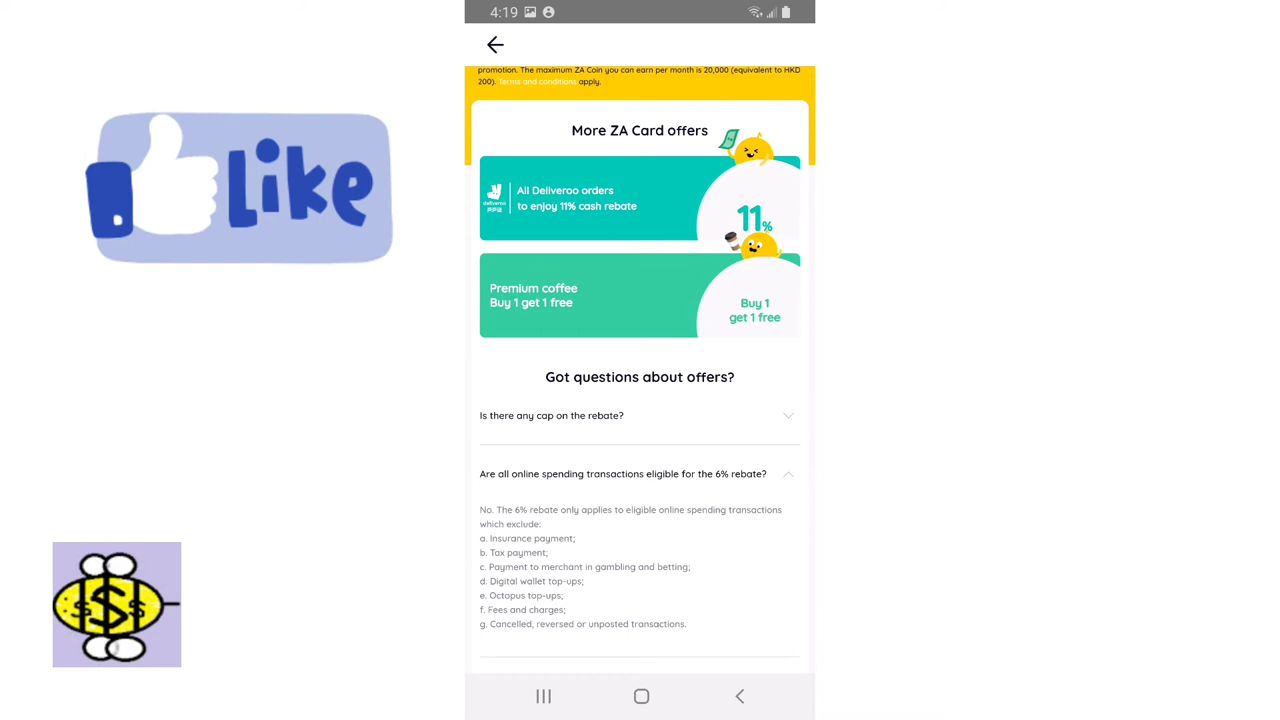 4:19
promotion. The maximum ZA Coin you can earn per month is 20,000 (equivalent to HKD
200). Terms and conditions apply.
More ZA Card offers
Like
deliveroo
戶戶送
All Deliveroo orders
to enjoy 11% cash rebate
11%
Premium coffee
Buy 1 get 1 free
Buy 1
get 1 free
Got questions about offers?
Is there any cap on the rebate?
Are all online spending transactions eligible for the 6% rebate?
No. The 6% rebate only applies to eligible online spending transactions
which exclude:
a. Insurance payment;
b. Tax payment;
c. Payment to merchant in gambling and betting;
d. Digital wallet top-ups;
e. Octopus top-ups;
f. Fees and charges;
g. Cancelled, reversed or unposted transactions.
$ $ $